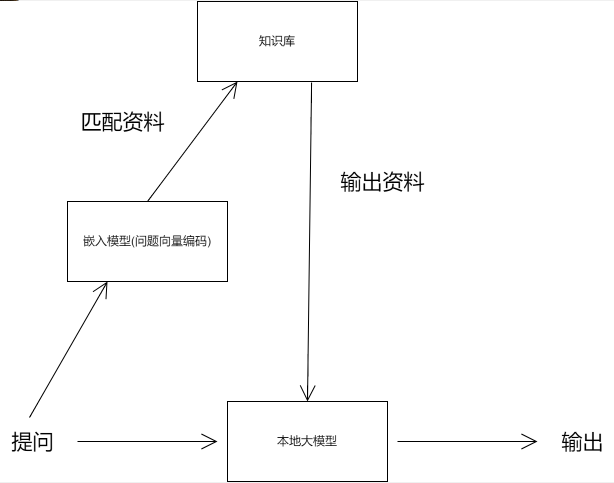 知识库
匹配资料
输出资料
嵌入模型(问题向量编码)
提问
本地大模型
输出